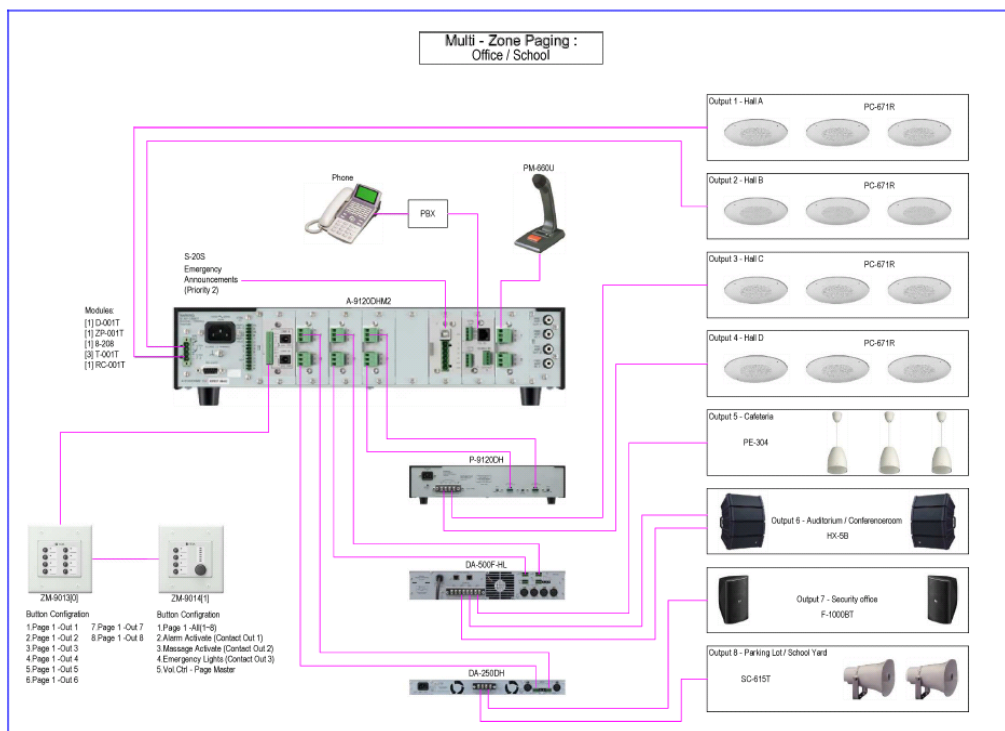 Multi - Zone Paging :
Office / School
Output 1 - Hall A
PC-671R
Output 2 - Hall B
PC-671R
Output 3 - Hall C
PC-671R
Output 4 - Hall D
PC-671R
Output 5 - Cafeteria
PE-304
Output 6 - Auditorium / Conferenceroom
HX-5B
Output 7 - Security office
F-1000BT
Output 8 - Parking Lot / School Yard
SC-615T
Phone
PBX
PM-660U
S-20S
Emergency
Announcements
(Priority 2)
A-9120DHM2
Modules:
[1] D-001T
[1] ZP-001T
[1] 8-208
[3] T-001T
[1] RC-001T
P-9120DH
DA-500F-HL
DA-250DH
ZM-9013[0]
Button Configration
1.Page 1 -Out 1
2.Page 1 -Out 2
3.Page 1 -Out 3
4.Page 1 -Out 4
5.Page 1 -Out 5
6.Page 1 -Out 6
7.Page 1 -Out 7
8.Page 1 -Out 8
ZM-9014[1]
Button Configration
1.Page 1 -All(1~8)
2.Alarm Activate (Contact Out 1)
3.Massage Activate (Contact Out 2)
4.Emergency Lights (Contact Out 3)
5.Vol.Ctrl - Page Master